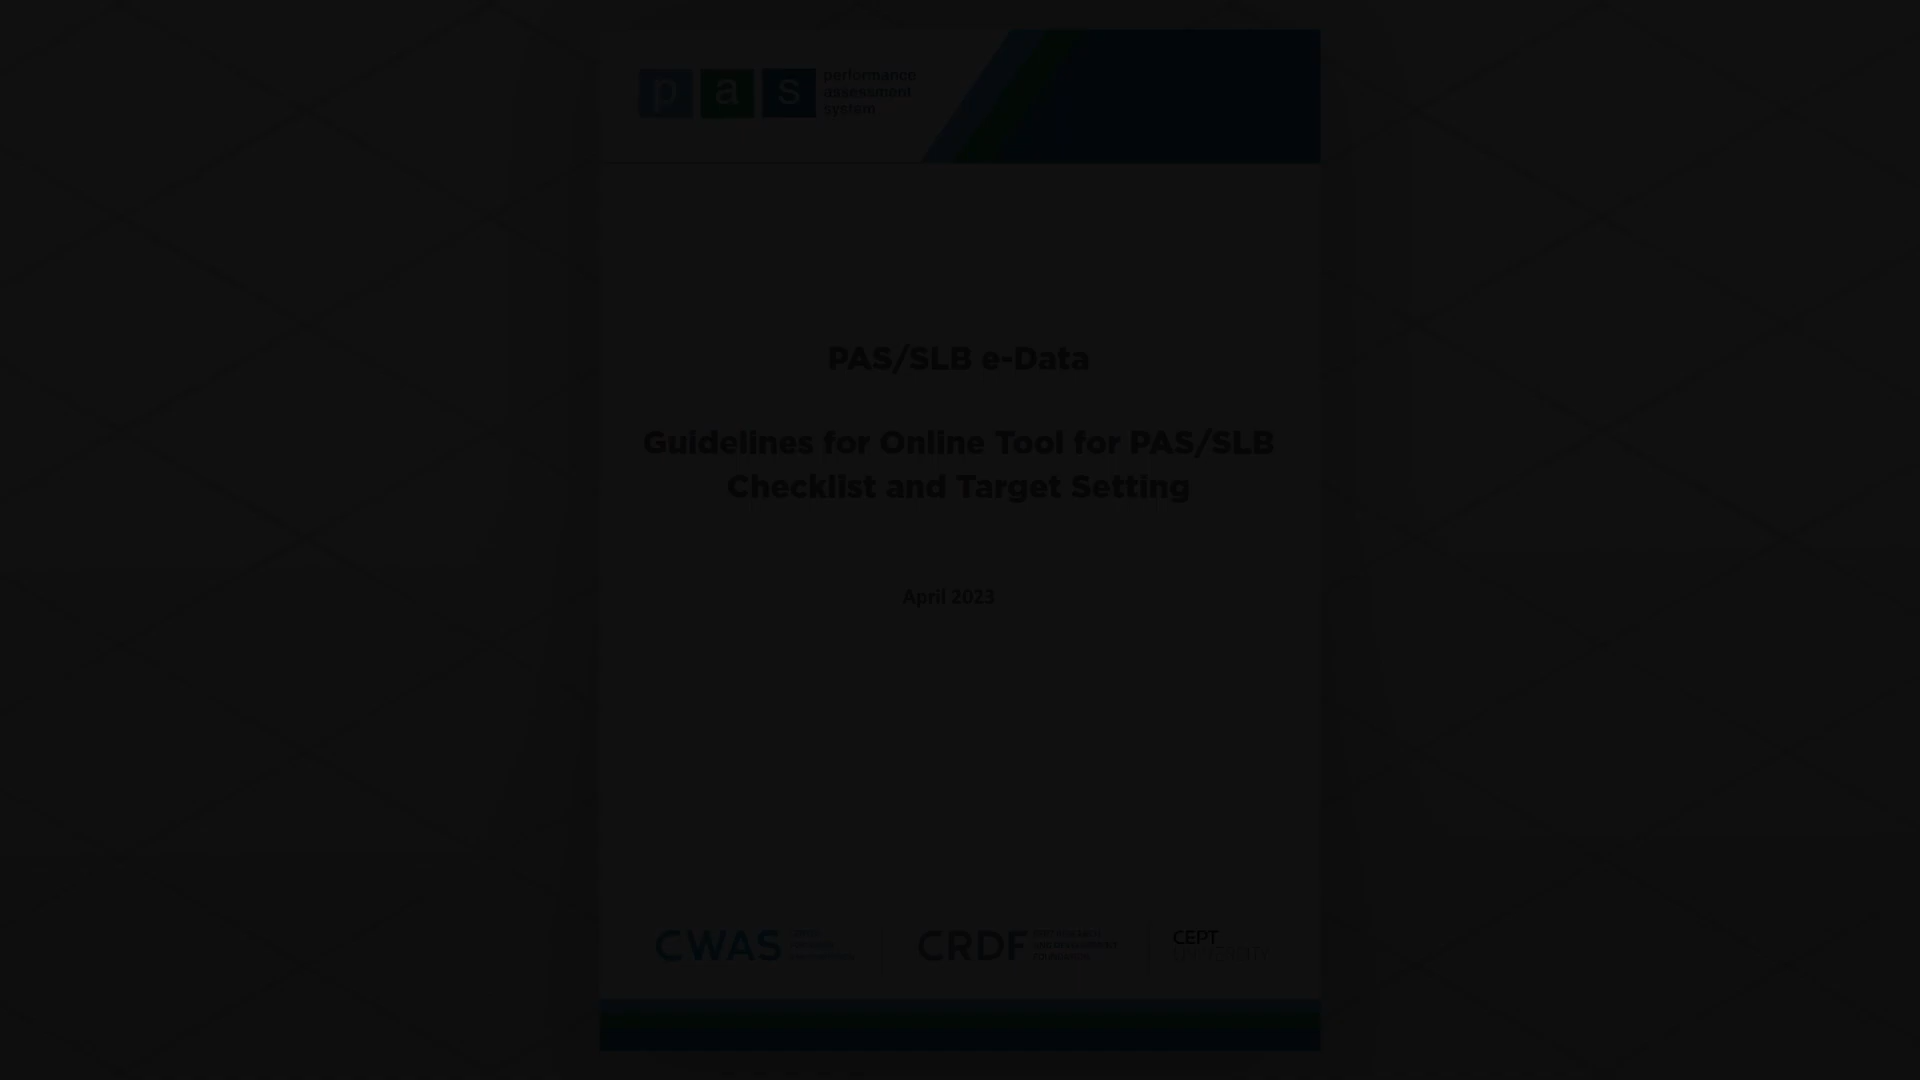 p a s
performance
assessment
system
PAS/SLB e-Data
Guidelines for Online Tool for PAS/SLB
Checklist and Target Setting
April 2023
CWAS
CRDF
CEPT